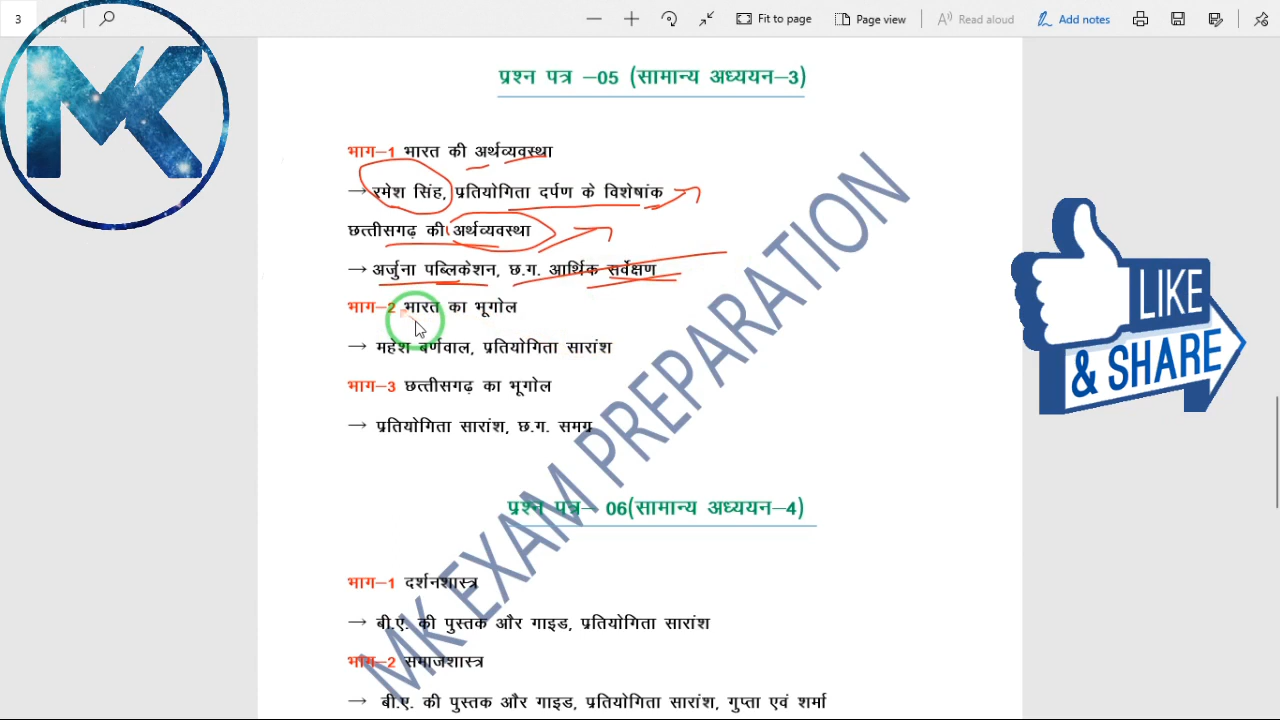 3 4 Fit to page Page view Read aloud Add notes
MK
प्रश्न पत्र –05 (सामान्य अध्ययन–3)
भाग–1 भारत की अर्थव्यवस्था
→ रमेश सिंह, प्रतियोगिता दर्पण के विशेषांक
छत्तीसगढ़ की अर्थव्यवस्था
→ अर्जुना पब्लिकेशन, छ.ग. आर्थिक सर्वेक्षण
भाग–2 भारत का भूगोल
→ महेश बर्णवाल, प्रतियोगिता सारांश
भाग–3 छत्तीसगढ़ का भूगोल
→ प्रतियोगिता सारांश, छ.ग. समग्र
LIKE
& SHARE
MK EXAM PREPARATION
प्रश्न पत्र– 06(सामान्य अध्ययन–4)
भाग–1 दर्शनशास्त्र
→ बी.ए. की पुस्तक और गाइड, प्रतियोगिता सारांश
भाग–2 समाजशास्त्र
→ बी.ए. की पुस्तक और गाइड, प्रतियोगिता सारांश, गुप्ता एवं शर्मा